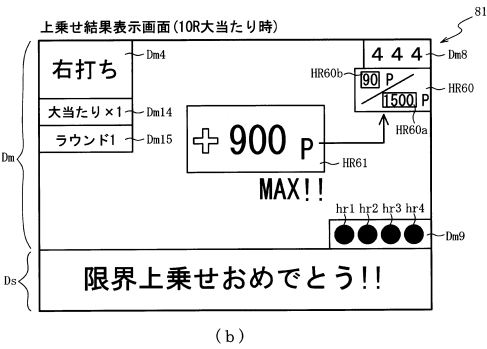 上乗せ結果表示画面(10R大当たり時)
81
右打ち
Dm4
4 4 4
Dm8
HR60b
90 P
HR60
1500 P
HR60a
大当たり×1
Dm14
ラウンド1
Dm15
Dm
+900 P
HR61
MAX!!
hr1 hr2 hr3 hr4
Dm9
Ds
限界上乗せおめでとう!!
(b)